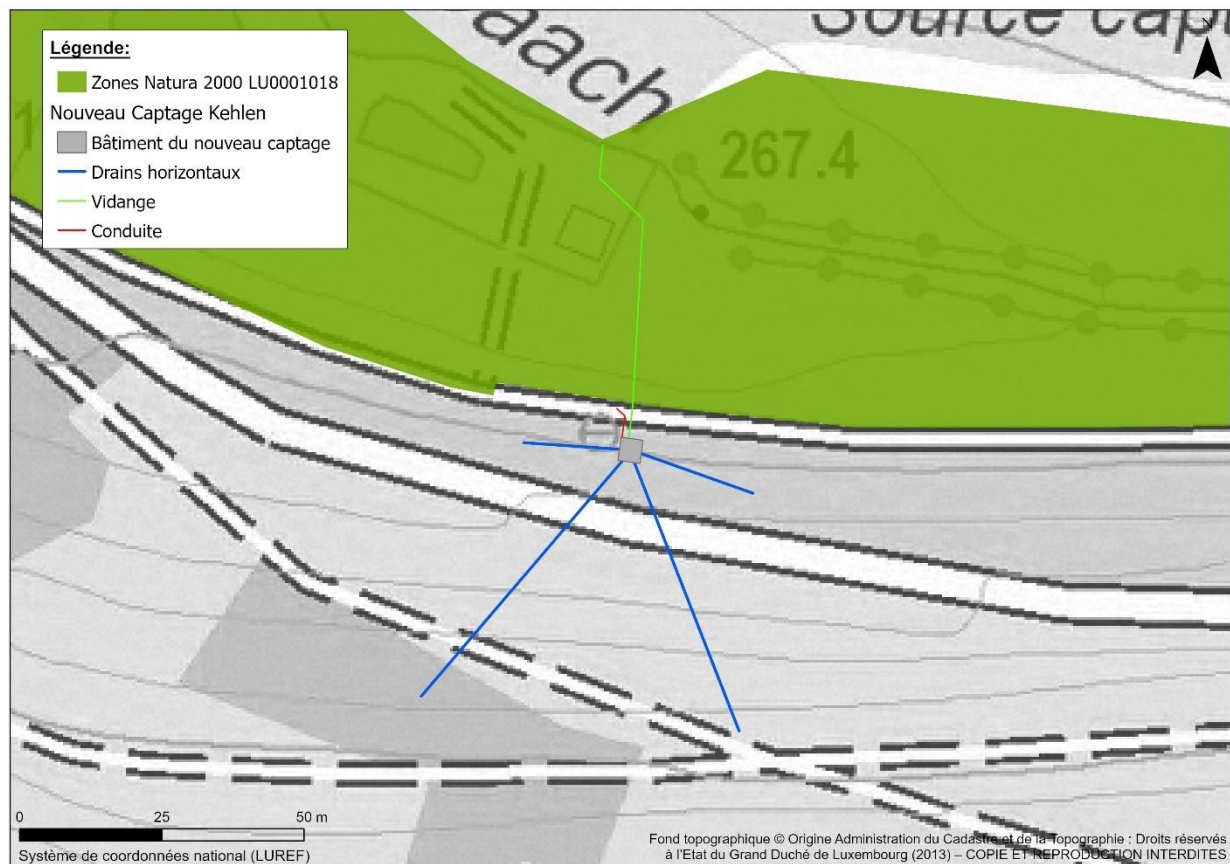 aach
Source capt
N
Légende:
Zones Natura 2000 LU0001018
Nouveau Captage Kehlen
Bâtiment du nouveau captage
Drains horizontaux
Vidange
Conduite
267.4
0 25 50 m
Système de coordonnées national (LUREF)
Fond topographique © Origine Administration du Cadastre et de la Topographie : Droits réservés
à l'Etat du Grand Duché de Luxembourg (2013) – COPIE ET REPRODUCTION INTERDITES